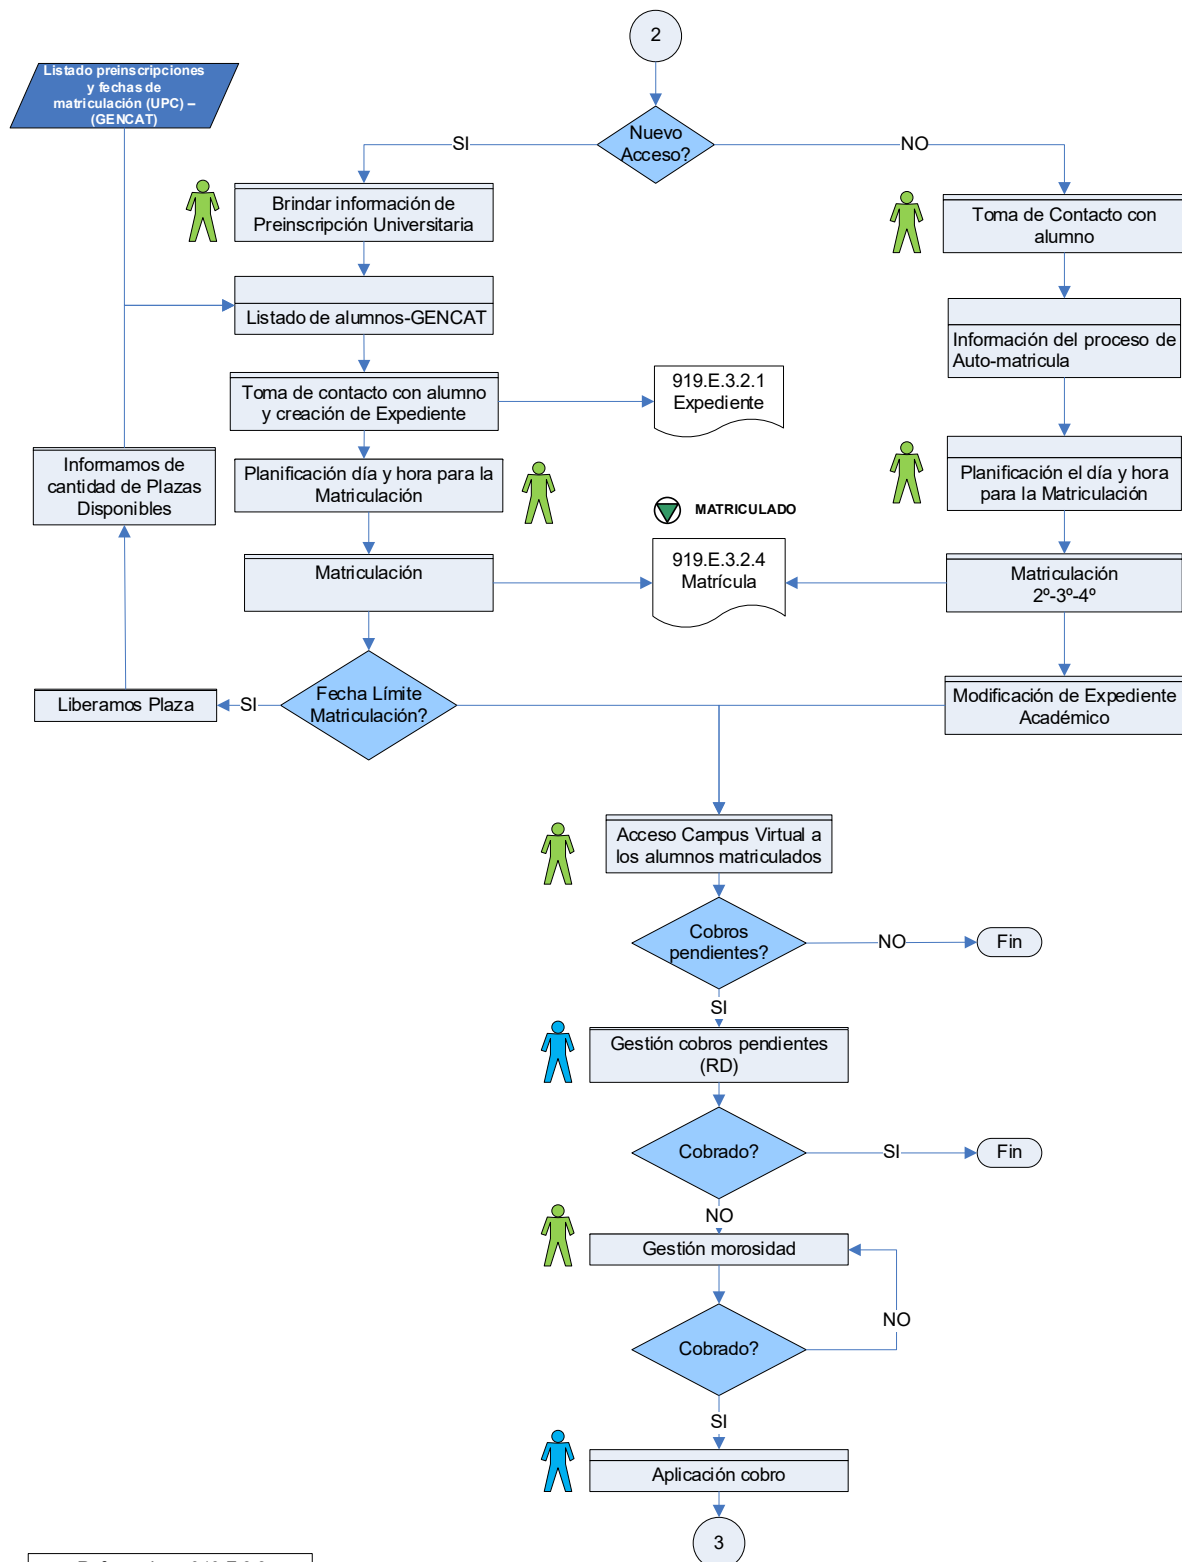 2
Listado preinscripciones
y fechas de
matriculación (UPC) –
(GENCAT)
Nuevo
Acceso?
SI
NO
Brindar información de
Preinscripción Universitaria
Toma de Contacto con
alumno
Listado de alumnos-GENCAT
Información del proceso de
Auto-matricula
Toma de contacto con alumno
y creación de Expediente
919.E.3.2.1
Expediente
Informamos de
cantidad de Plazas
Disponibles
Planificación día y hora para la
Matriculación
Planificación el día y hora
para la Matriculación
MATRICULADO
Matriculación
919.E.3.2.4
Matrícula
Matriculación
2º-3º-4º
Liberamos Plaza
SI
Fecha Límite
Matriculación?
Modificación de Expediente
Académico
Acceso Campus Virtual a
los alumnos matriculados
Cobros
pendientes?
NO
Fin
SI
Gestión cobros pendientes
(RD)
Cobrado?
SI
Fin
NO
Gestión morosidad
NO
Cobrado?
SI
Aplicación cobro
3